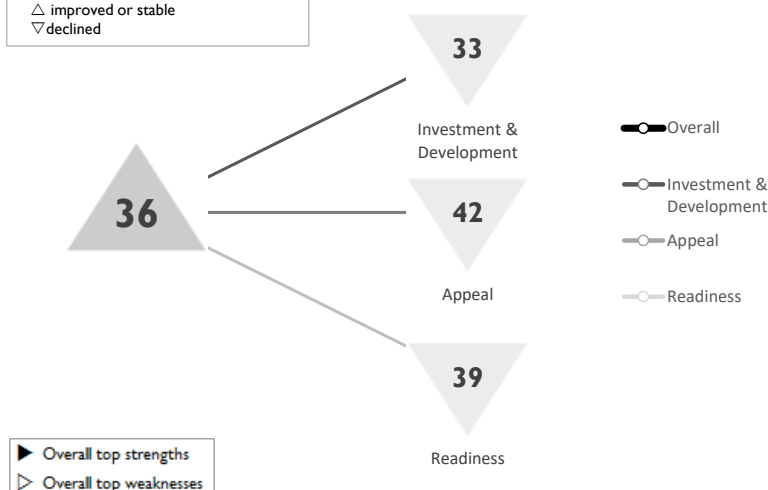 △ improved or stable
▽ declined
33
Investment &
Development
36
42
Appeal
39
Readiness
Overall
Investment &
Development
Appeal
Readiness
▶ Overall top strengths
▷ Overall top weaknesses